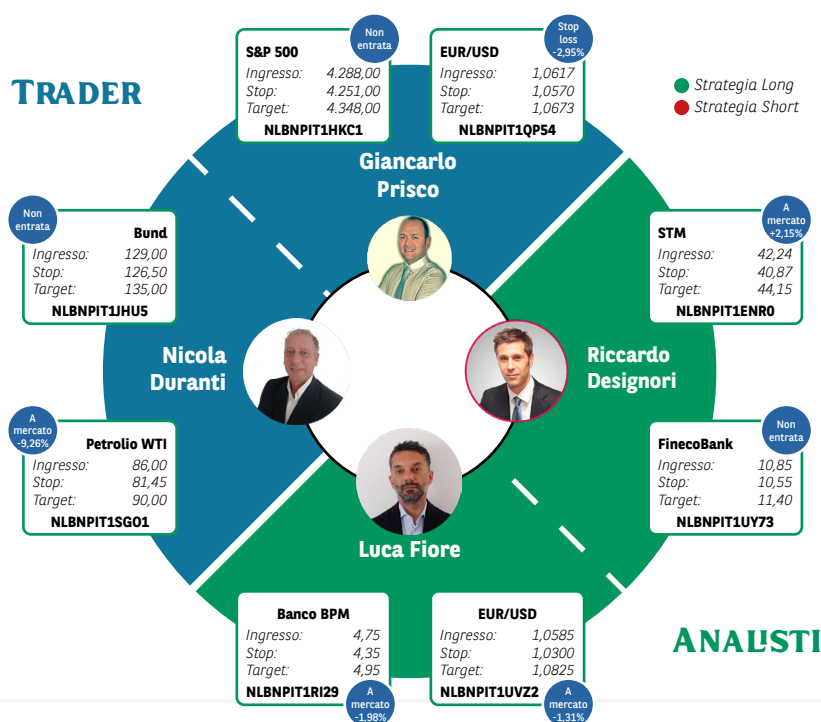 TRADER
Non
entrata
S&P 500
Ingresso: 4.288,00
Stop: 4.251,00
Target: 4.348,00
NLBNPIT1HKC1
Stop
loss
-2,95%
EUR/USD
Ingresso: 1,0617
Stop: 1,0570
Target: 1,0673
NLBNPIT1QP54
Strategia Long
Strategia Short
Giancarlo
Prisco
Non
entrata
Bund
Ingresso: 129,00
Stop: 126,50
Target: 135,00
NLBNPIT1JHU5
A
mercato
+2,15%
STM
Ingresso: 42,24
Stop: 40,87
Target: 44,15
NLBNPIT1ENR0
Nicola
Duranti
Riccardo
Designori
A
mercato
-9,26%
Petrolio WTI
Ingresso: 86,00
Stop: 81,45
Target: 90,00
NLBNPIT1SGO1
Non
entrata
FinecoBank
Ingresso: 10,85
Stop: 10,55
Target: 11,40
NLBNPIT1UY73
Luca Fiore
Banco BPM
Ingresso: 4,75
Stop: 4,35
Target: 4,95
NLBNPIT1RI29
A
mercato
-1,98%
EUR/USD
Ingresso: 1,0585
Stop: 1,0300
Target: 1,0825
NLBNPIT1UVZ2
A
mercato
-1,31%
ANALISTI